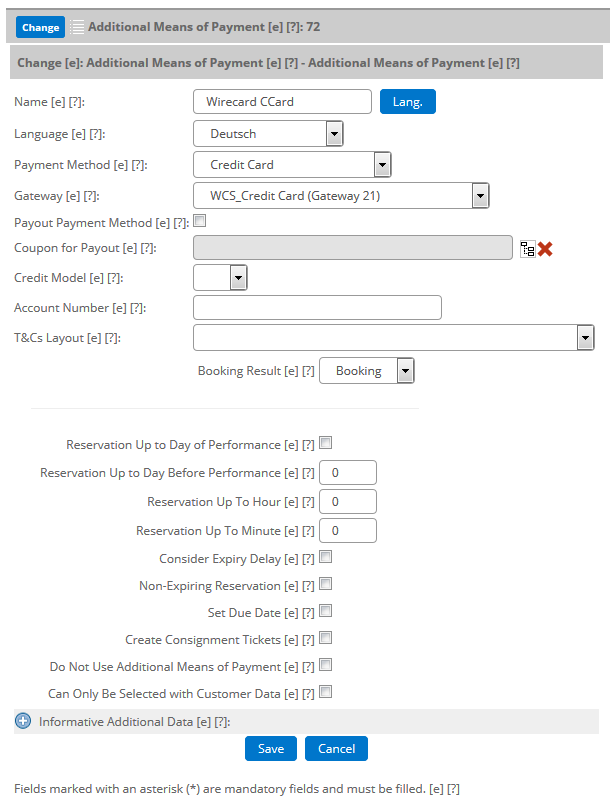 Change Additional Means of Payment [e] [?]: 72
Change [e]: Additional Means of Payment [e] [?] - Additional Means of Payment [e] [?]
Name [e] [?]: Wirecard CCard Lang.
Language [e] [?]: Deutsch
Payment Method [e] [?]: Credit Card
Gateway [e] [?]: WCS_Credit Card (Gateway 21)
Payout Payment Method [e] [?]:
Coupon for Payout [e] [?]:
Credit Model [e] [?]:
Account Number [e] [?]:
T&Cs Layout [e] [?]:
Booking Result [e] [?] Booking
Reservation Up to Day of Performance [e] [?]
Reservation Up to Day Before Performance [e] [?] 0
Reservation Up To Hour [e] [?] 0
Reservation Up To Minute [e] [?] 0
Consider Expiry Delay [e] [?]
Non-Expiring Reservation [e] [?]
Set Due Date [e] [?]
Create Consignment Tickets [e] [?]
Do Not Use Additional Means of Payment [e] [?]
Can Only Be Selected with Customer Data [e] [?]
Informative Additional Data [e] [?]:
Save Cancel
Fields marked with an asterisk (*) are mandatory fields and must be filled. [e] [?]